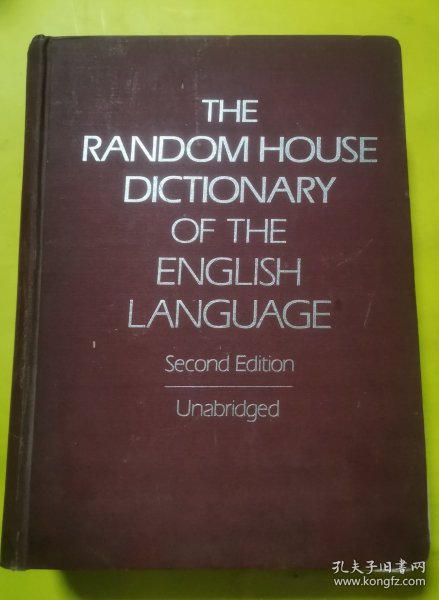 THE
RANDOM HOUSE
DICTIONARY
OF THE
ENGLISH
LANGUAGE
Second Edition
Unabridged
孔夫子旧书网
www.kongfz.com